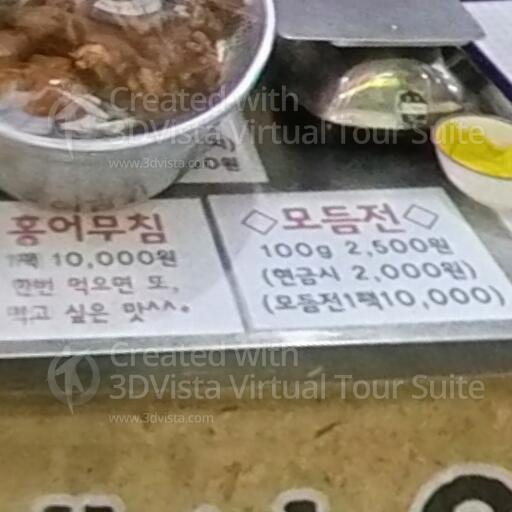 Created with
3DVista Virtual Tour Suite
www.3dvista.com
홍어무침
1팩 10,000원
한번 먹으면 또,
먹고 싶은 맛^^。
◇모듬전◇
100g 2,500원
(현금시 2,000원)
(모듬전1팩10,000)
Created with
3DVista Virtual Tour Suite
www.3dvista.com